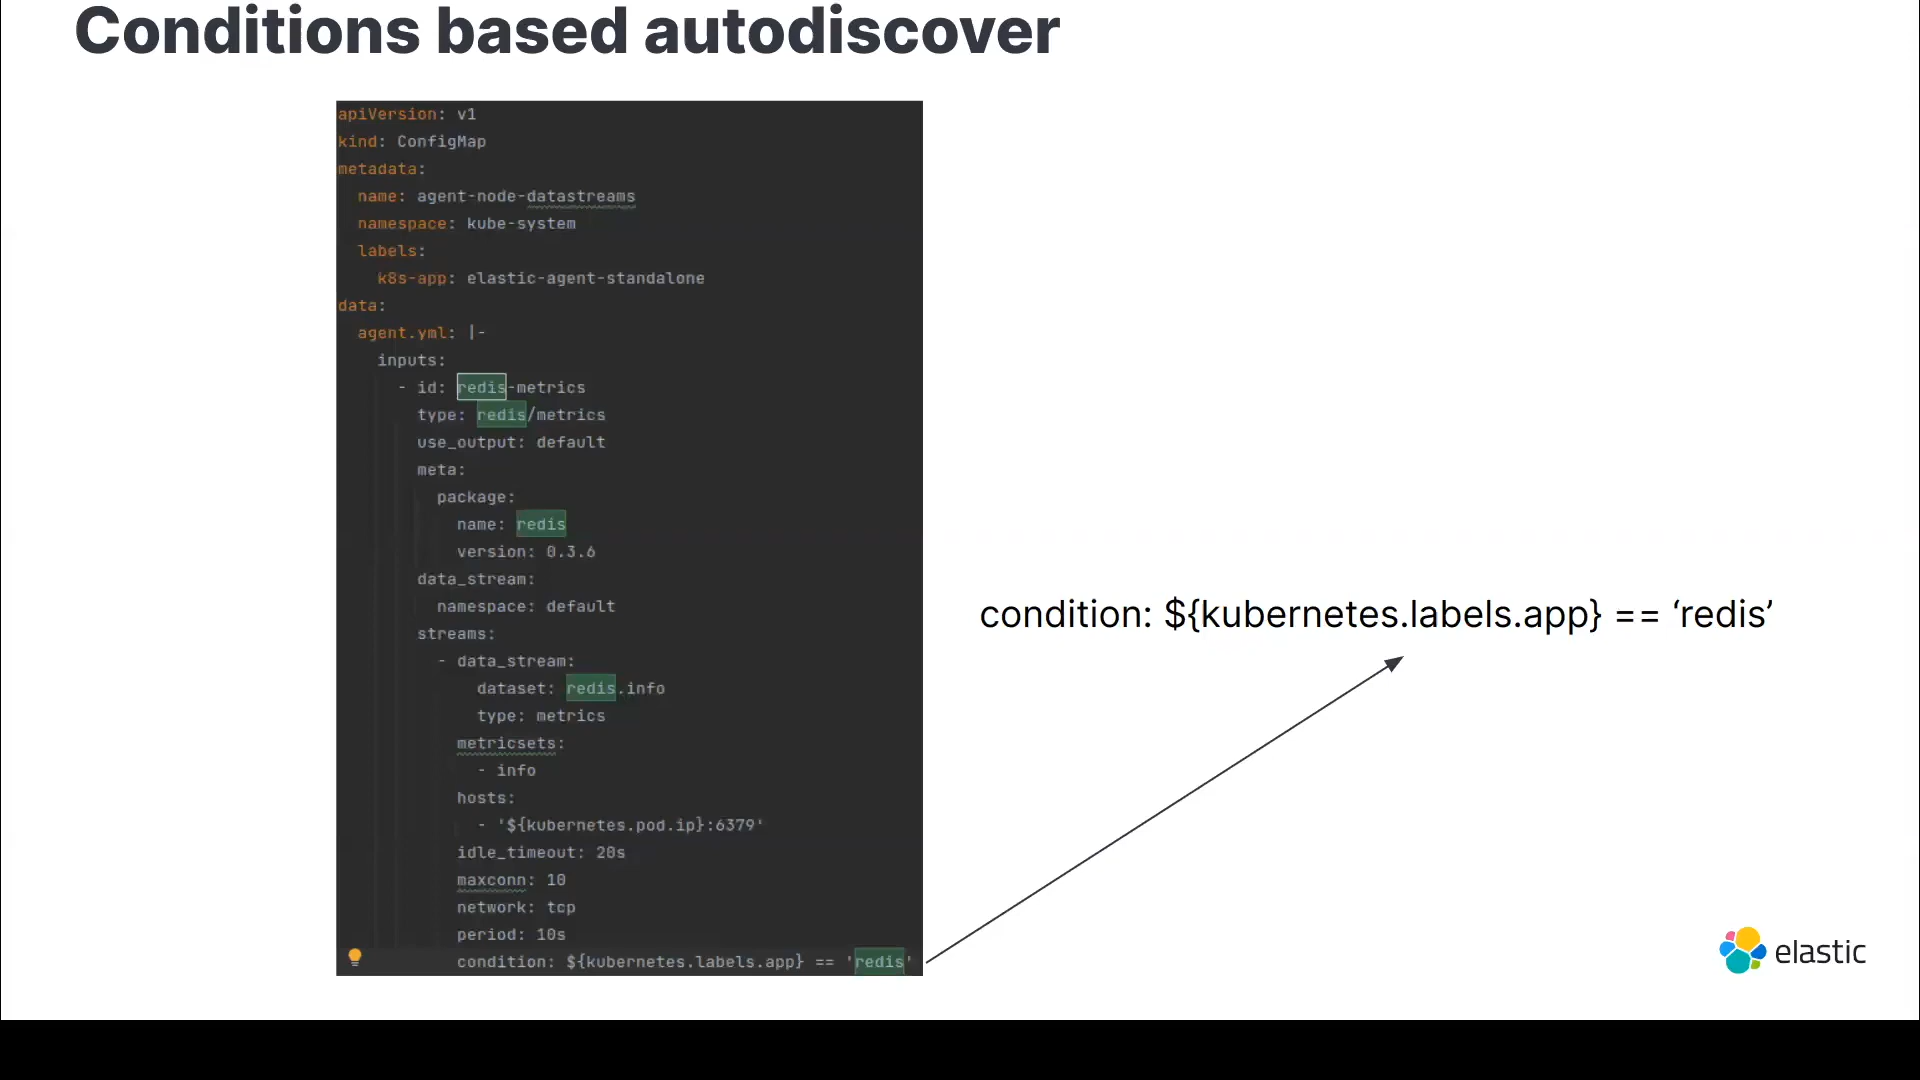 Conditions based autodiscover
apiVersion: v1
kind: ConfigMap
metadata:
  name: agent-node-datastreams
  namespace: kube-system
  labels:
    k8s-app: elastic-agent-standalone
data:
  agent.yml: |-
    inputs:
      - id: redis-metrics
        type: redis/metrics
        use_output: default
        meta:
          package:
            name: redis
            version: 0.3.6
        data_stream:
          namespace: default
        streams:
          - data_stream:
              dataset: redis.info
              type: metrics
            metricsets:
              - info
            hosts:
              - '${kubernetes.pod.ip}:6379'
            idle_timeout: 20s
            maxconn: 10
            network: tcp
            period: 10s
            condition: ${kubernetes.labels.app} == 'redis'
condition: ${kubernetes.labels.app} == ‘redis’
elastic